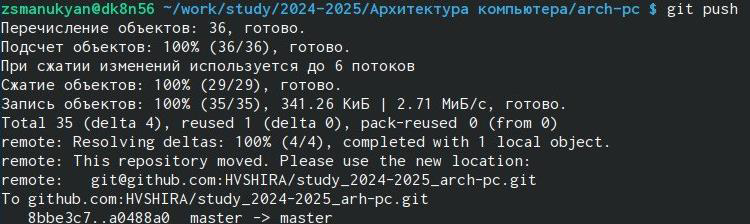 zsmanukyan@dk8n56 ~/work/study/2024-2025/Архитектура компьютера/arch-pc $ git push
Перечисление объектов: 36, готово.
Подсчет объектов: 100% (36/36), готово.
При сжатии изменений используется до 6 потоков
Сжатие объектов: 100% (29/29), готово.
Запись объектов: 100% (35/35), 341.26 КиБ | 2.71 МиБ/с, готово.
Total 35 (delta 4), reused 1 (delta 0), pack-reused 0 (from 0)
remote: Resolving deltas: 100% (4/4), completed with 1 local object.
remote: This repository moved. Please use the new location:
remote:   git@github.com:HVSHIRA/study_2024-2025_arch-pc.git
To github.com:HVSHIRA/study_2024-2025_arh-pc.git
   8bbe3c7..a0488a0  master -> master